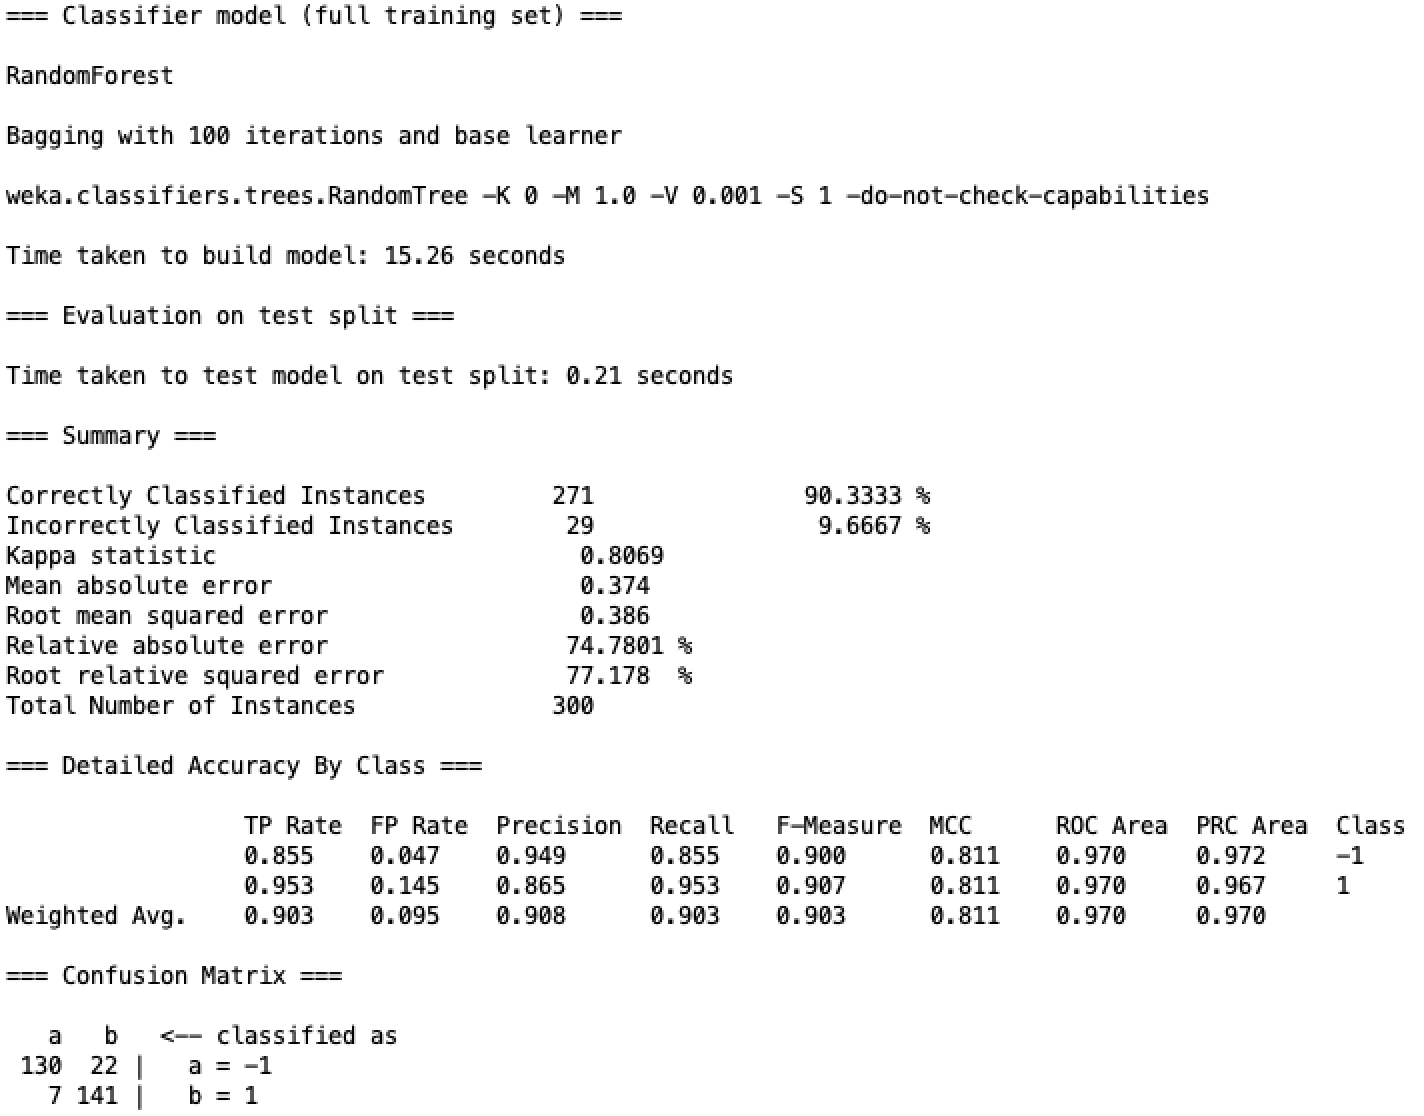 === Classifier model (full training set) ===
RandomForest
Bagging with 100 iterations and base learner
weka.classifiers.trees.RandomTree -K 0 -M 1.0 -V 0.001 -S 1 -do-not-check-capabilities
Time taken to build model: 15.26 seconds
=== Evaluation on test split ===
Time taken to test model on test split: 0.21 seconds
=== Summary ===
Correctly Classified Instances 271 90.3333 %
Incorrectly Classified Instances 29 9.6667 %
Kappa statistic 0.8069
Mean absolute error 0.374
Root mean squared error 0.386
Relative absolute error 74.7801 %
Root relative squared error 77.178 %
Total Number of Instances 300
=== Detailed Accuracy By Class ===
TP Rate FP Rate Precision Recall F-Measure MCC ROC Area PRC Area Class
0.855 0.047 0.949 0.855 0.900 0.811 0.970 0.972 -1
0.953 0.145 0.865 0.953 0.907 0.811 0.970 0.967 1
Weighted Avg. 0.903 0.095 0.908 0.903 0.903 0.811 0.970 0.970
=== Confusion Matrix ===
a b <-- classified as
130 22 | a = -1
7 141 | b = 1